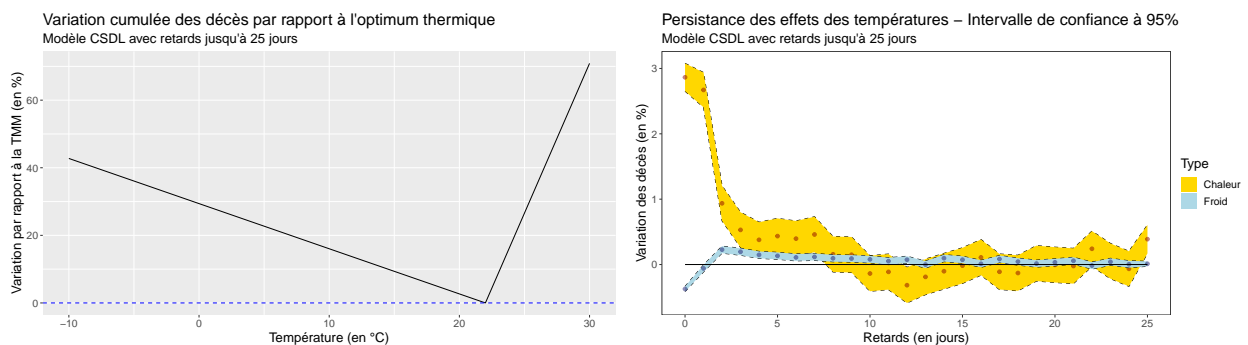 Variation cumulée des décès par rapport à l'optimum thermique
Modèle CSDL avec retards jusqu'à 25 jours
Variation par rapport à la TMM (en %)
60
40
20
0
−10
0
10
20
30
Température (en °C)
Persistance des effets des températures − Intervalle de confiance à 95%
Modèle CSDL avec retards jusqu'à 25 jours
Variation des décès (en %)
3
2
1
0
0
5
10
15
20
25
Retards (en jours)
Type
Chaleur
Froid